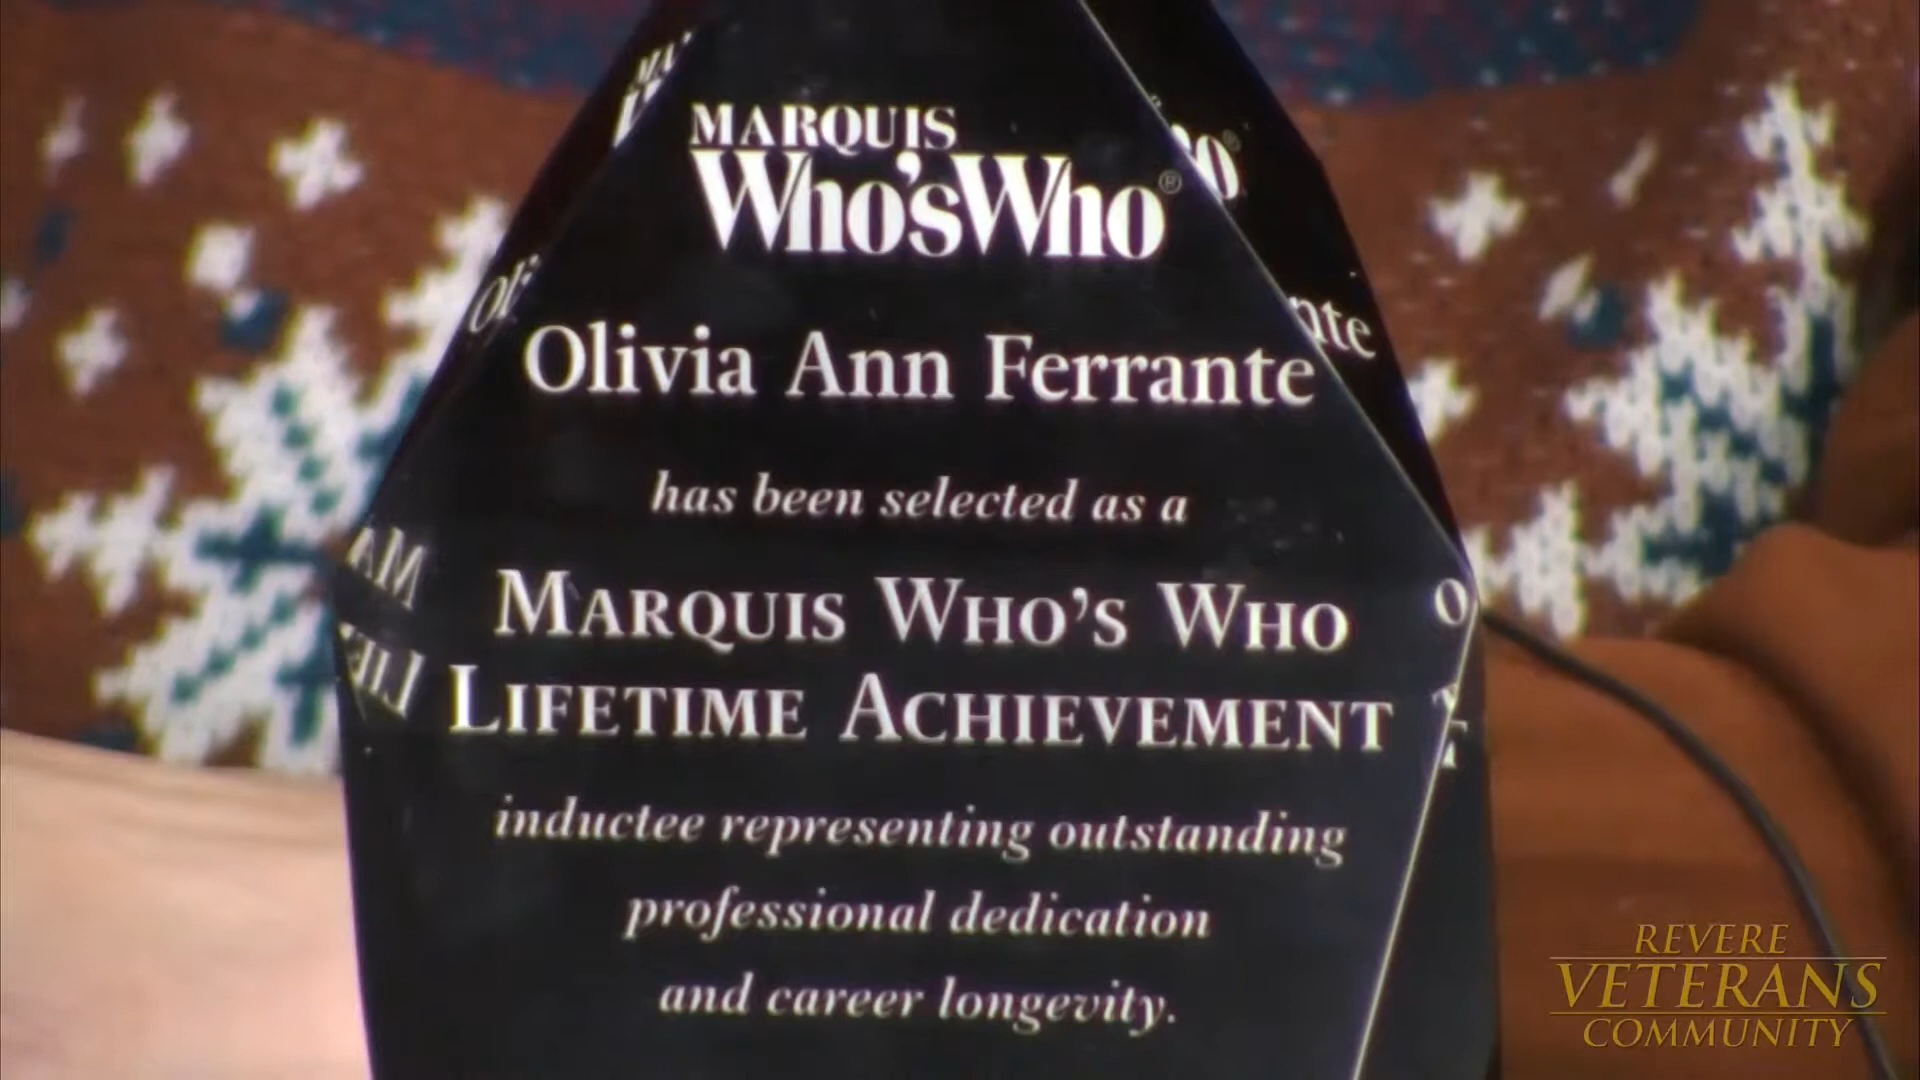 MARQUIS
Who'sWho®
Olivia Ann Ferrante
has been selected as a
MARQUIS WHO'S WHO
LIFETIME ACHIEVEMENT
inductee representing outstanding
professional dedication
and career longevity.
REVERE
VETERANS
COMMUNITY